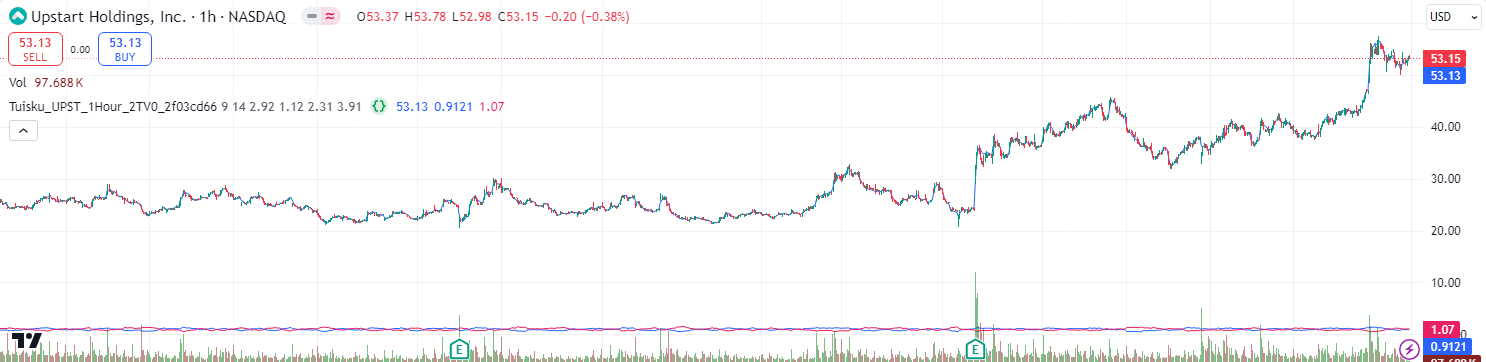 Upstart Holdings, Inc. · 1h · NASDAQ O53.37 H53.78 L52.98 C53.15 −0.20 (−0.38%)
USD
53.13 SELL 0.00 53.13 BUY
Vol 97.688 K
Tuisku_UPST_1Hour_2TV0_2f03cd66 9 14 2.92 1.12 2.31 3.91 53.13 0.9121 1.07
53.15
53.13
40.00
30.00
20.00
10.00
1.07
0.9121
E
E